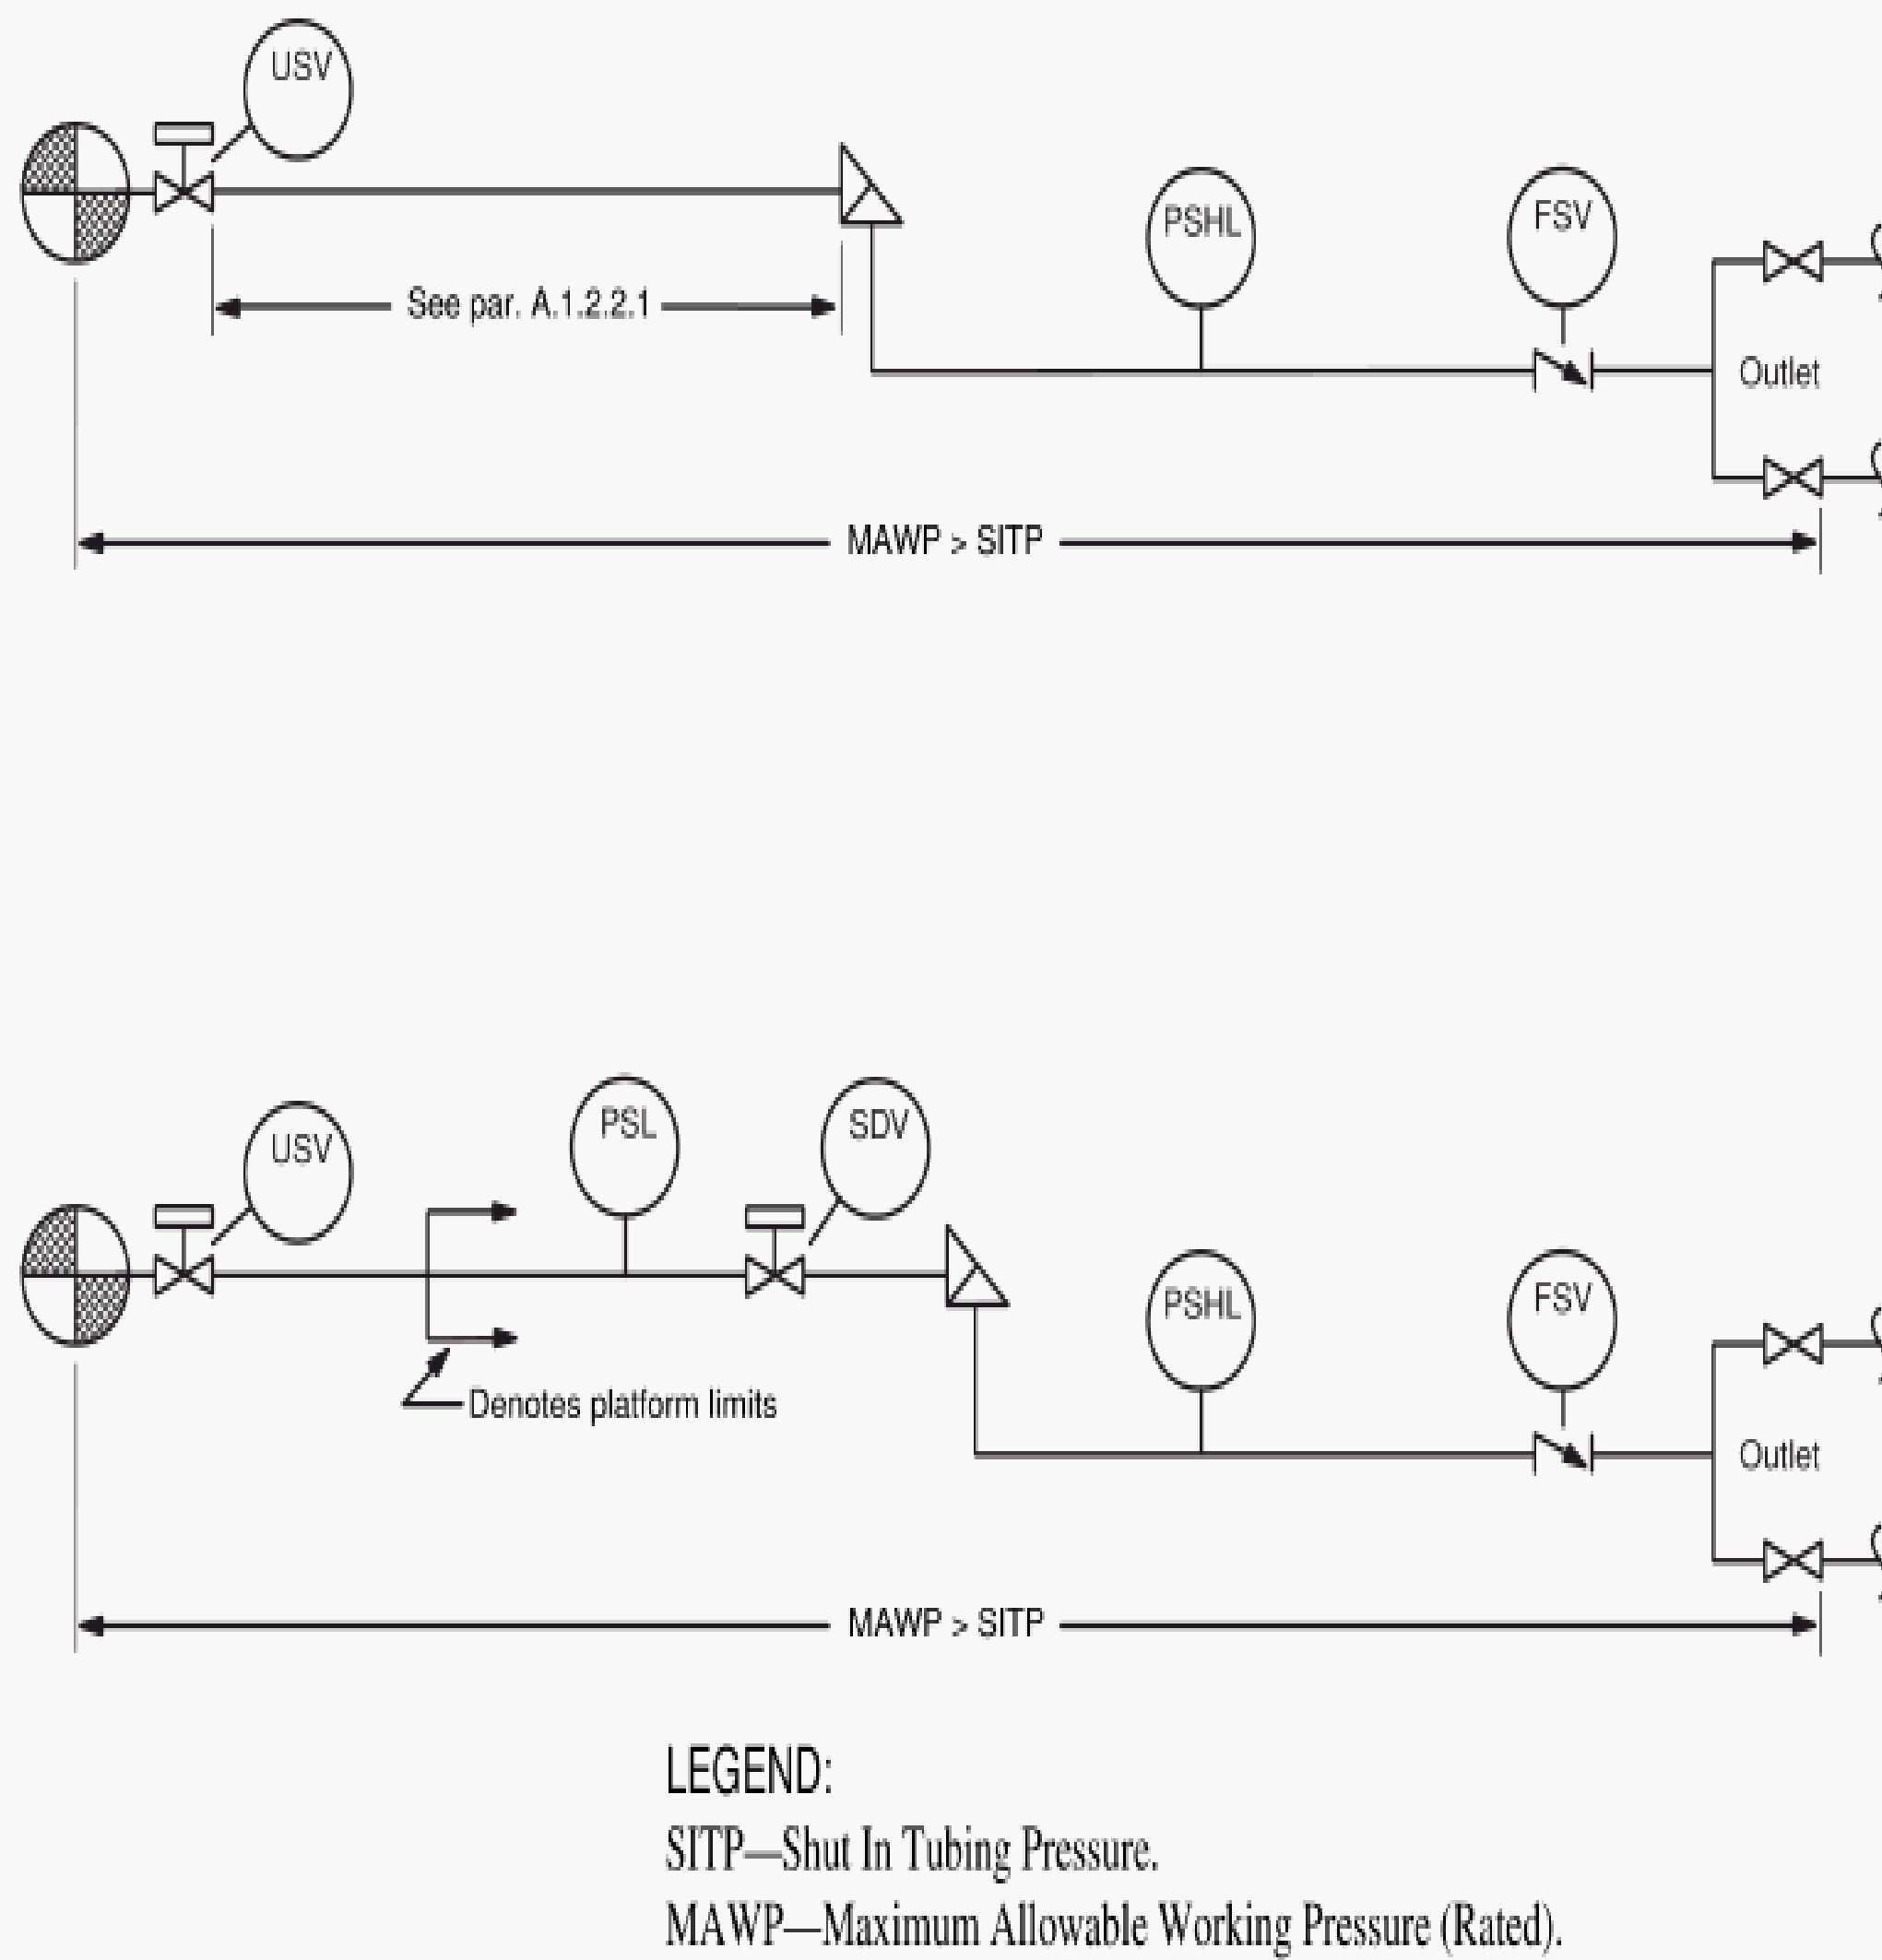 USV
PSHL
FSV
See par. A.1.2.2.1
Outlet
MAWP > SITP
PSL
SDV
USV
PSHL
FSV
Denotes platform limits
Outlet
MAWP > SITP
LEGEND:
SITP—Shut In Tubing Pressure.
MAWP—Maximum Allowable Working Pressure (Rated).